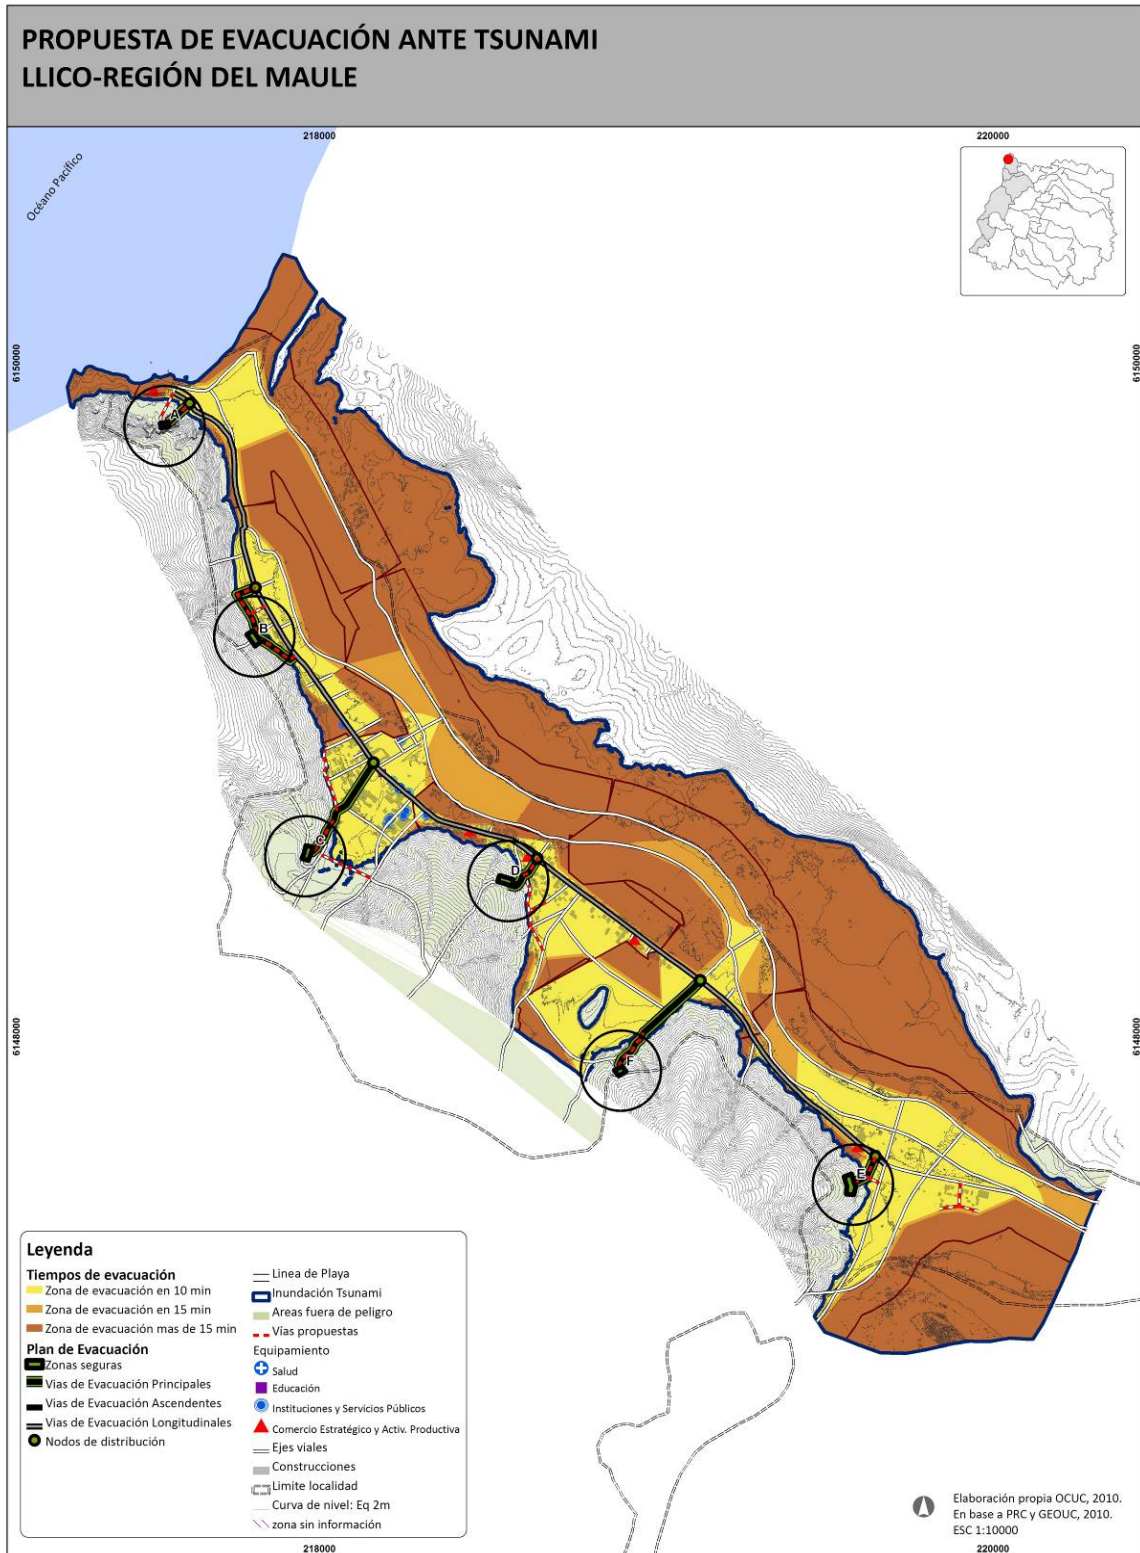 PROPUESTA DE EVACUACIÓN ANTE TSUNAMI
LLICO-REGIÓN DEL MAULE
218000
220000
Océano Pacífico
6150000
6150000
A
B
C
D
F
E
6148000
6148000
Leyenda
Tiempos de evacuación
Zona de evacuación en 10 min
Zona de evacuación en 15 min
Zona de evacuación mas de 15 min
Plan de Evacuación
Zonas seguras
Vias de Evacuación Principales
Vias de Evacuación Ascendentes
Vias de Evacuación Longitudinales
Nodos de distribución
Linea de Playa
Inundación Tsunami
Areas fuera de peligro
Vías propuestas
Equipamiento
Salud
Educación
Instituciones y Servicios Públicos
Comercio Estratégico y Activ. Productiva
Ejes viales
Construcciones
Limite localidad
Curva de nivel: Eq 2m
zona sin información
Elaboración propia OCUC, 2010.
En base a PRC y GEOUC, 2010.
ESC 1:10000
218000
220000